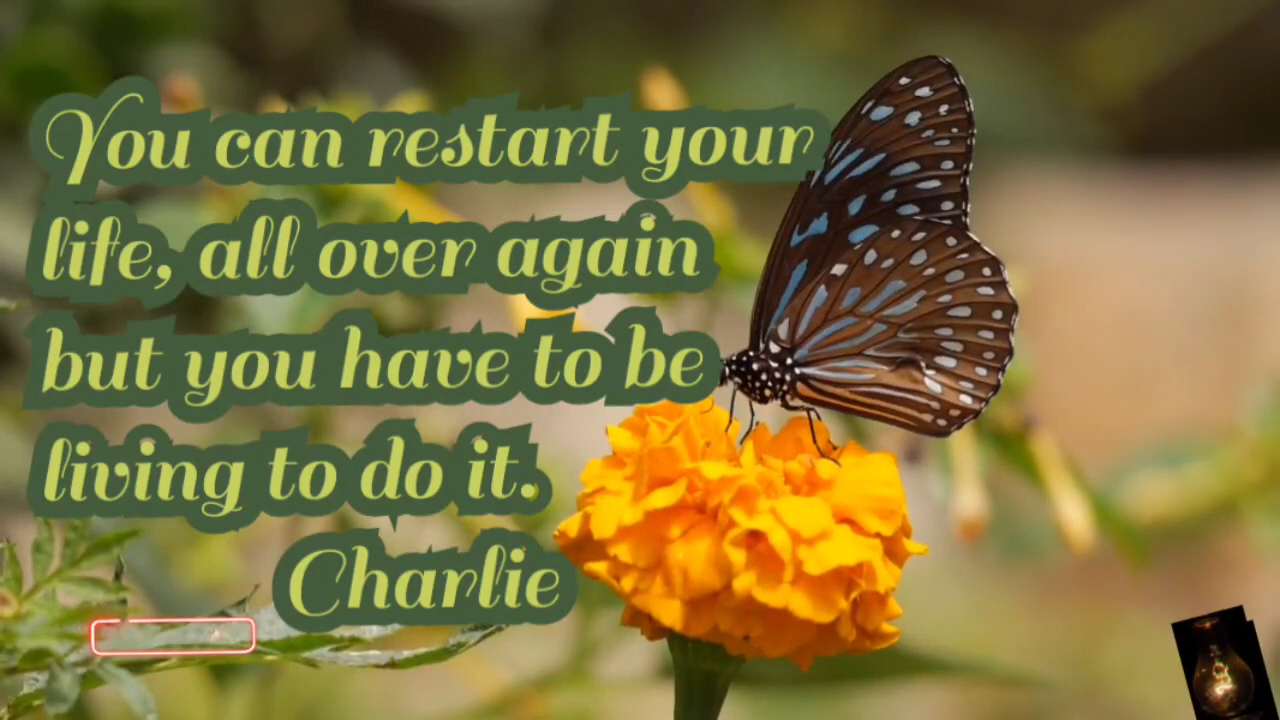 You can restart your
life, all over again
but you have to be
living to do it.
Charlie